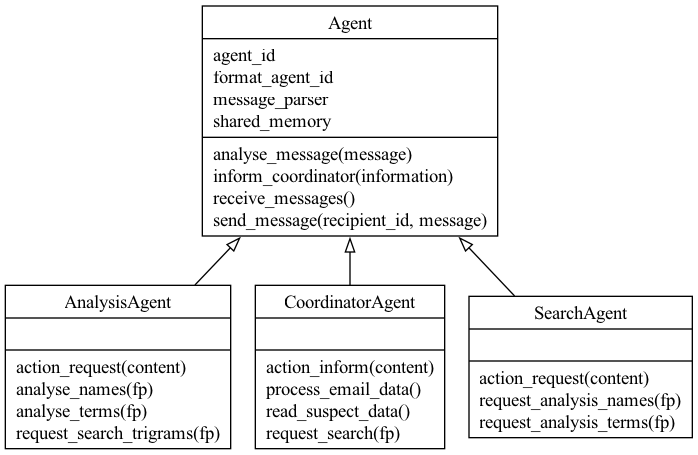 Agent
agent_id
format_agent_id
message_parser
shared_memory
analyse_message(message)
inform_coordinator(information)
receive_messages()
send_message(recipient_id, message)
AnalysisAgent
action_request(content)
analyse_names(fp)
analyse_terms(fp)
request_search_trigrams(fp)
CoordinatorAgent
action_inform(content)
process_email_data()
read_suspect_data()
request_search(fp)
SearchAgent
action_request(content)
request_analysis_names(fp)
request_analysis_terms(fp)